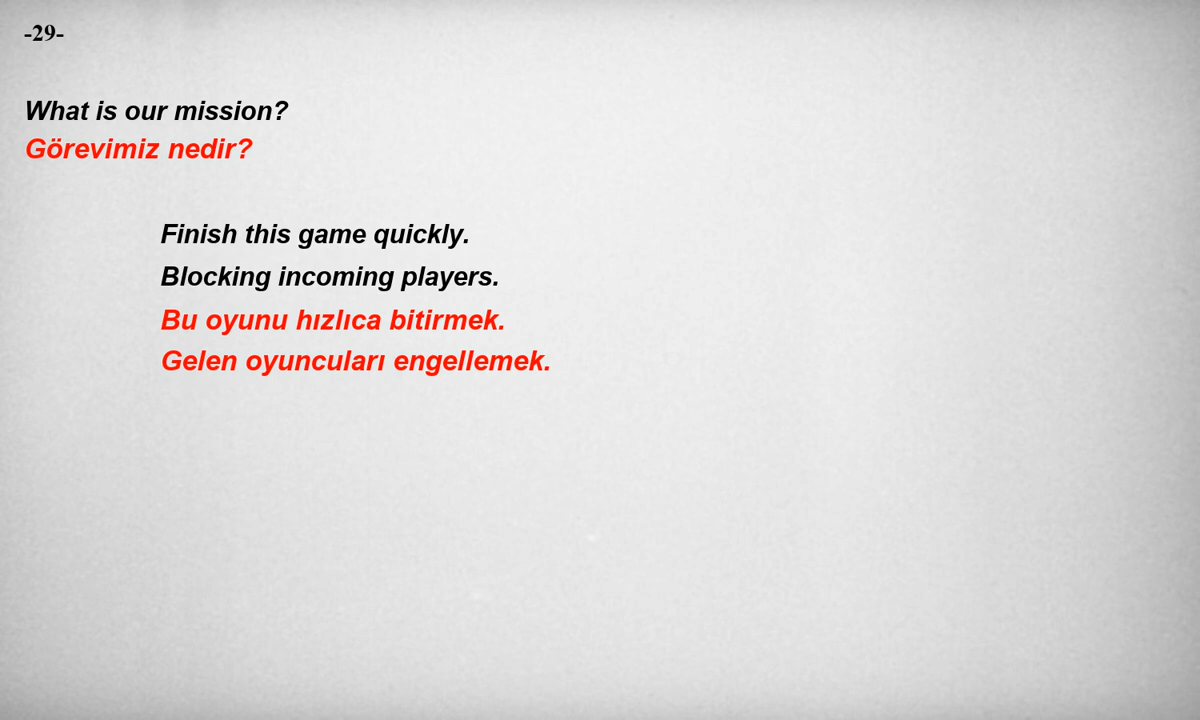 -29-
What is our mission?
Görevimiz nedir?
Finish this game quickly.
Blocking incoming players.
Bu oyunu hızlıca bitirmek.
Gelen oyuncuları engellemek.